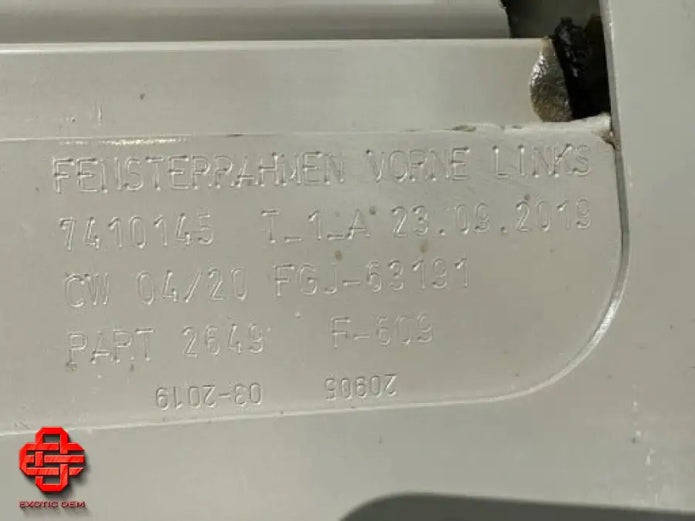 FENSTERRAHMEN VORNE LINKS
7410145 T_1_A 23.09.2019
CW 04/20 FGJ-63191
PART 2649 F-609
20905 03-2019
EXOTIC OEM